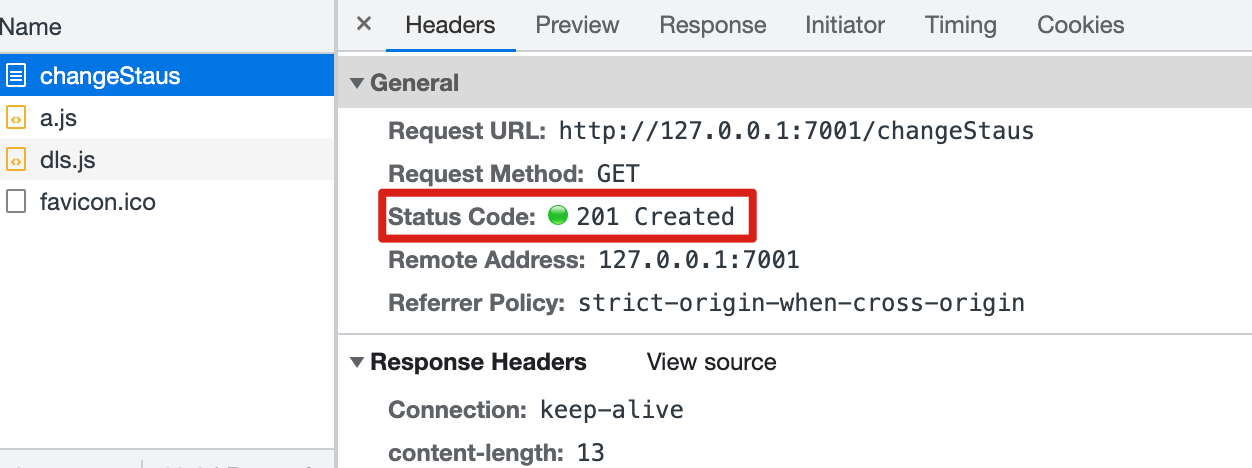 Name
changeStaus
a.js
dls.js
favicon.ico
× Headers Preview Response Initiator Timing Cookies
General
Request URL: http://127.0.0.1:7001/changeStaus
Request Method: GET
Status Code: 201 Created
Remote Address: 127.0.0.1:7001
Referrer Policy: strict-origin-when-cross-origin
Response Headers View source
Connection: keep-alive
content-length: 13